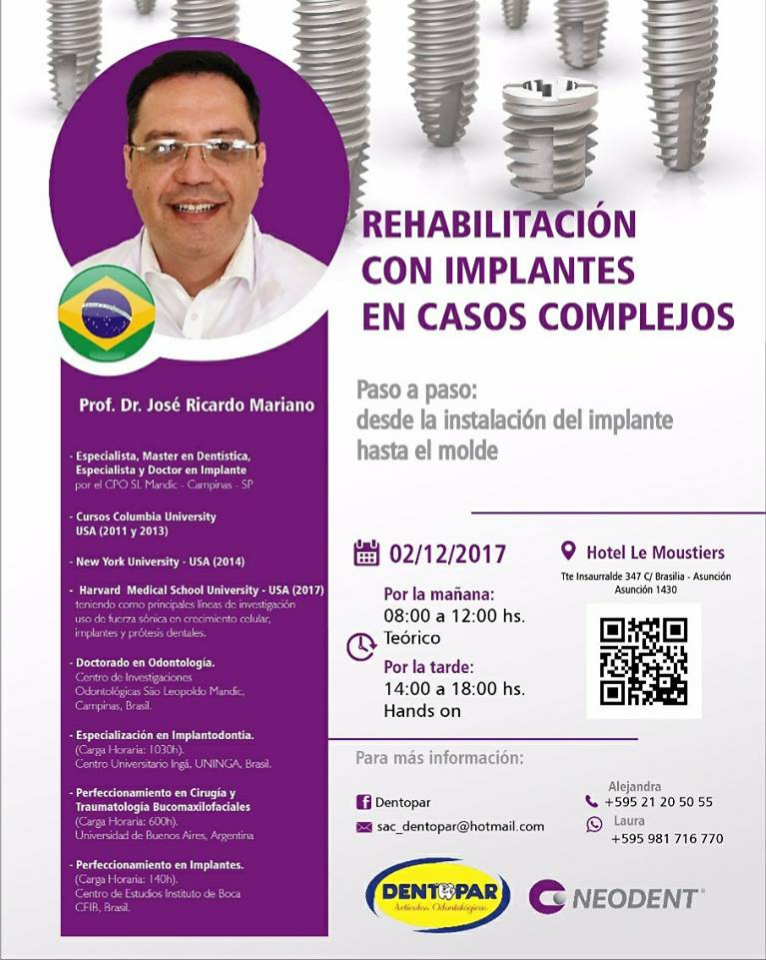 REHABILITACIÓN
CON IMPLANTES
EN CASOS COMPLEJOS
Paso a paso:
desde la instalación del implante
hasta el molde
Prof. Dr. José Ricardo Mariano
- Especialista, Master en Dentística,
Especialista y Doctor en Implante
por el CPO SL Mandic - Campinas - SP
- Cursos Columbia University
USA (2011 y 2013)
- New York University - USA (2014)
- Harvard Medical School University - USA (2017)
teniendo como principales líneas de investigación
uso de fuerza sónica en crecimiento celular,
implantes y prótesis dentales.
- Doctorado en Odontología.
Centro de Investigaciones
Odontológicas São Leopoldo Mandic,
Campinas, Brasil.
- Especialización en Implantodontia.
(Carga Horaria: 1030h).
Centro Universitario Ingá, UNINGA, Brasil.
- Perfeccionamiento en Cirugía y
Traumatología Bucomaxilofaciales
(Carga Horaria: 600h).
Universidad de Buenos Aires, Argentina
- Perfeccionamiento en Implantes.
(Carga Horaria: 140h).
Centro de Estudios Instituto de Boca
CFIB, Brasil.
02/12/2017
Por la mañana:
08:00 a 12:00 hs.
Teórico
Por la tarde:
14:00 a 18:00 hs.
Hands on
Hotel Le Moustiers
Tte Insaurralde 347 C/ Brasilia - Asunción
Asunción 1430
Para más información:
Dentopar
sac_dentopar@hotmail.com
Alejandra
+595 21 20 50 55
Laura
+595 981 716 770
DENTOPAR
Artículos Odontológicos
NEODENT®